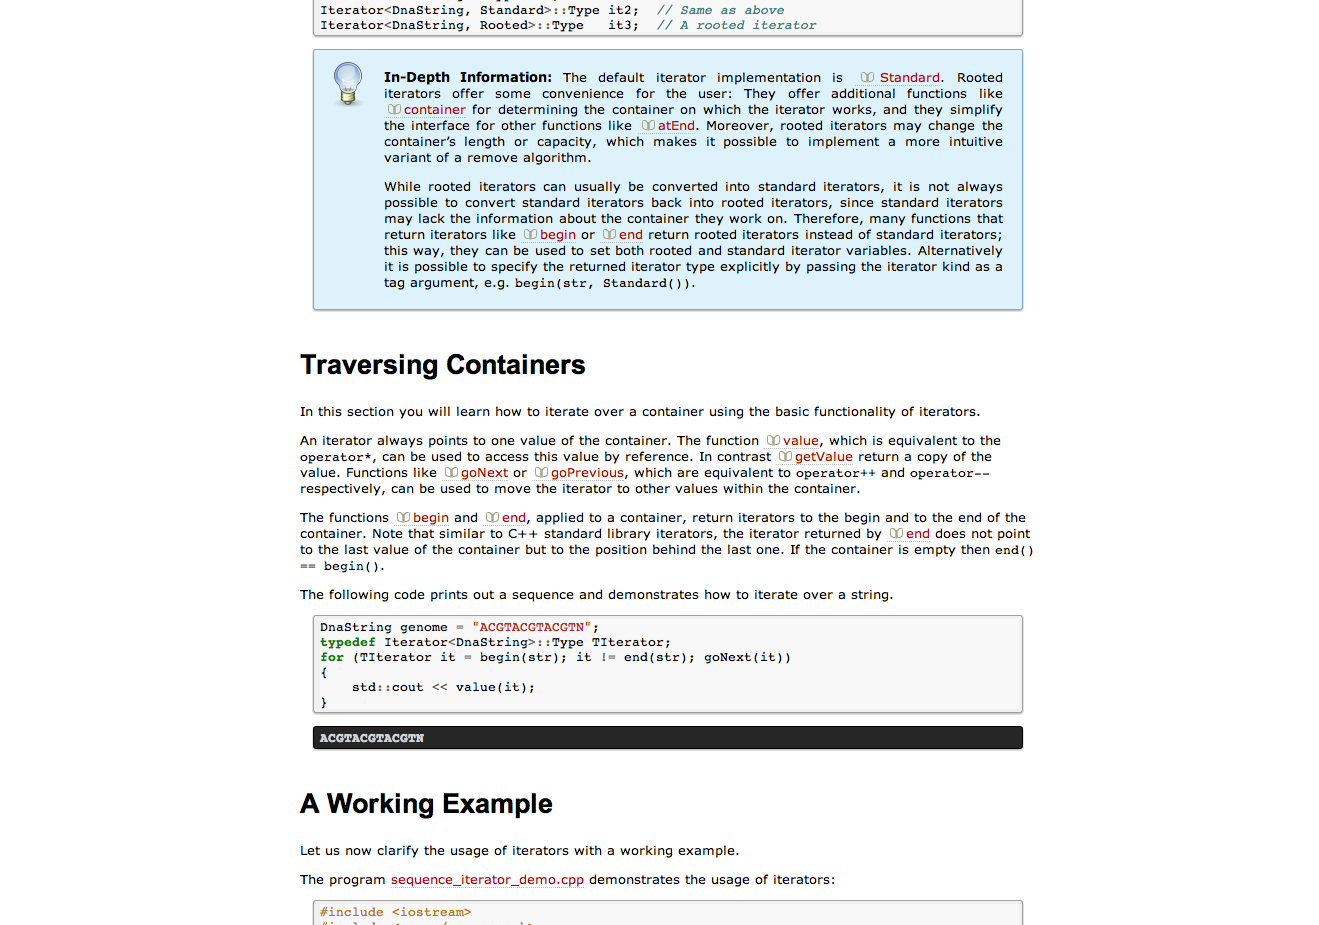 Iterator<DnaString, Standard>::Type it2;  // Same as above
Iterator<DnaString, Rooted>::Type   it3;  // A rooted iterator
In-Depth Information: The default iterator implementation is Standard. Rooted
iterators offer some convenience for the user: They offer additional functions like
container for determining the container on which the iterator works, and they simplify
the interface for other functions like atEnd. Moreover, rooted iterators may change the
container's length or capacity, which makes it possible to implement a more intuitive
variant of a remove algorithm.
While rooted iterators can usually be converted into standard iterators, it is not always
possible to convert standard iterators back into rooted iterators, since standard iterators
may lack the information about the container they work on. Therefore, many functions that
return iterators like begin or end return rooted iterators instead of standard iterators;
this way, they can be used to set both rooted and standard iterator variables. Alternatively
it is possible to specify the returned iterator type explicitly by passing the iterator kind as a
tag argument, e.g. begin(str, Standard()).
Traversing Containers
In this section you will learn how to iterate over a container using the basic functionality of iterators.
An iterator always points to one value of the container. The function value, which is equivalent to the
operator*, can be used to access this value by reference. In contrast getValue return a copy of the
value. Functions like goNext or goPrevious, which are equivalent to operator++ and operator--
respectively, can be used to move the iterator to other values within the container.
The functions begin and end, applied to a container, return iterators to the begin and to the end of the
container. Note that similar to C++ standard library iterators, the iterator returned by end does not point
to the last value of the container but to the position behind the last one. If the container is empty then end()
== begin().
The following code prints out a sequence and demonstrates how to iterate over a string.
DnaString genome = "ACGTACGTACGTN";
typedef Iterator<DnaString>::Type TIterator;
for (TIterator it = begin(str); it != end(str); goNext(it))
{
    std::cout << value(it);
}
ACGTACGTACGTN
A Working Example
Let us now clarify the usage of iterators with a working example.
The program sequence_iterator_demo.cpp demonstrates the usage of iterators:
#include <iostream>